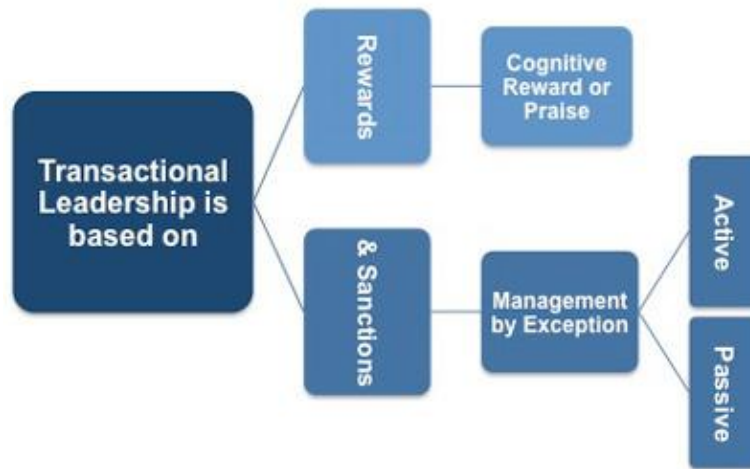 Transactional
Leadership is
based on
Rewards
Cognitive
Reward or
Praise
& Sanctions
Management
by Exception
Active
Passive